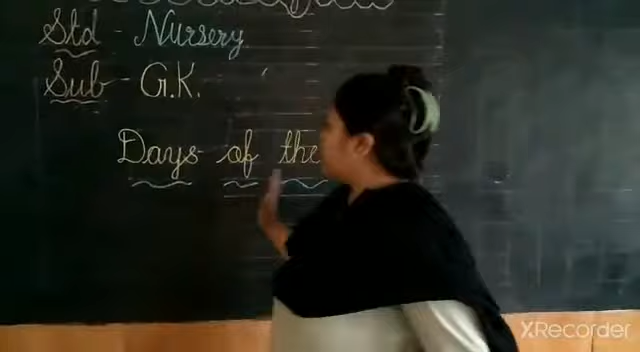 Std - Nursery
Sub - G.K.
Days of the
XRecorder